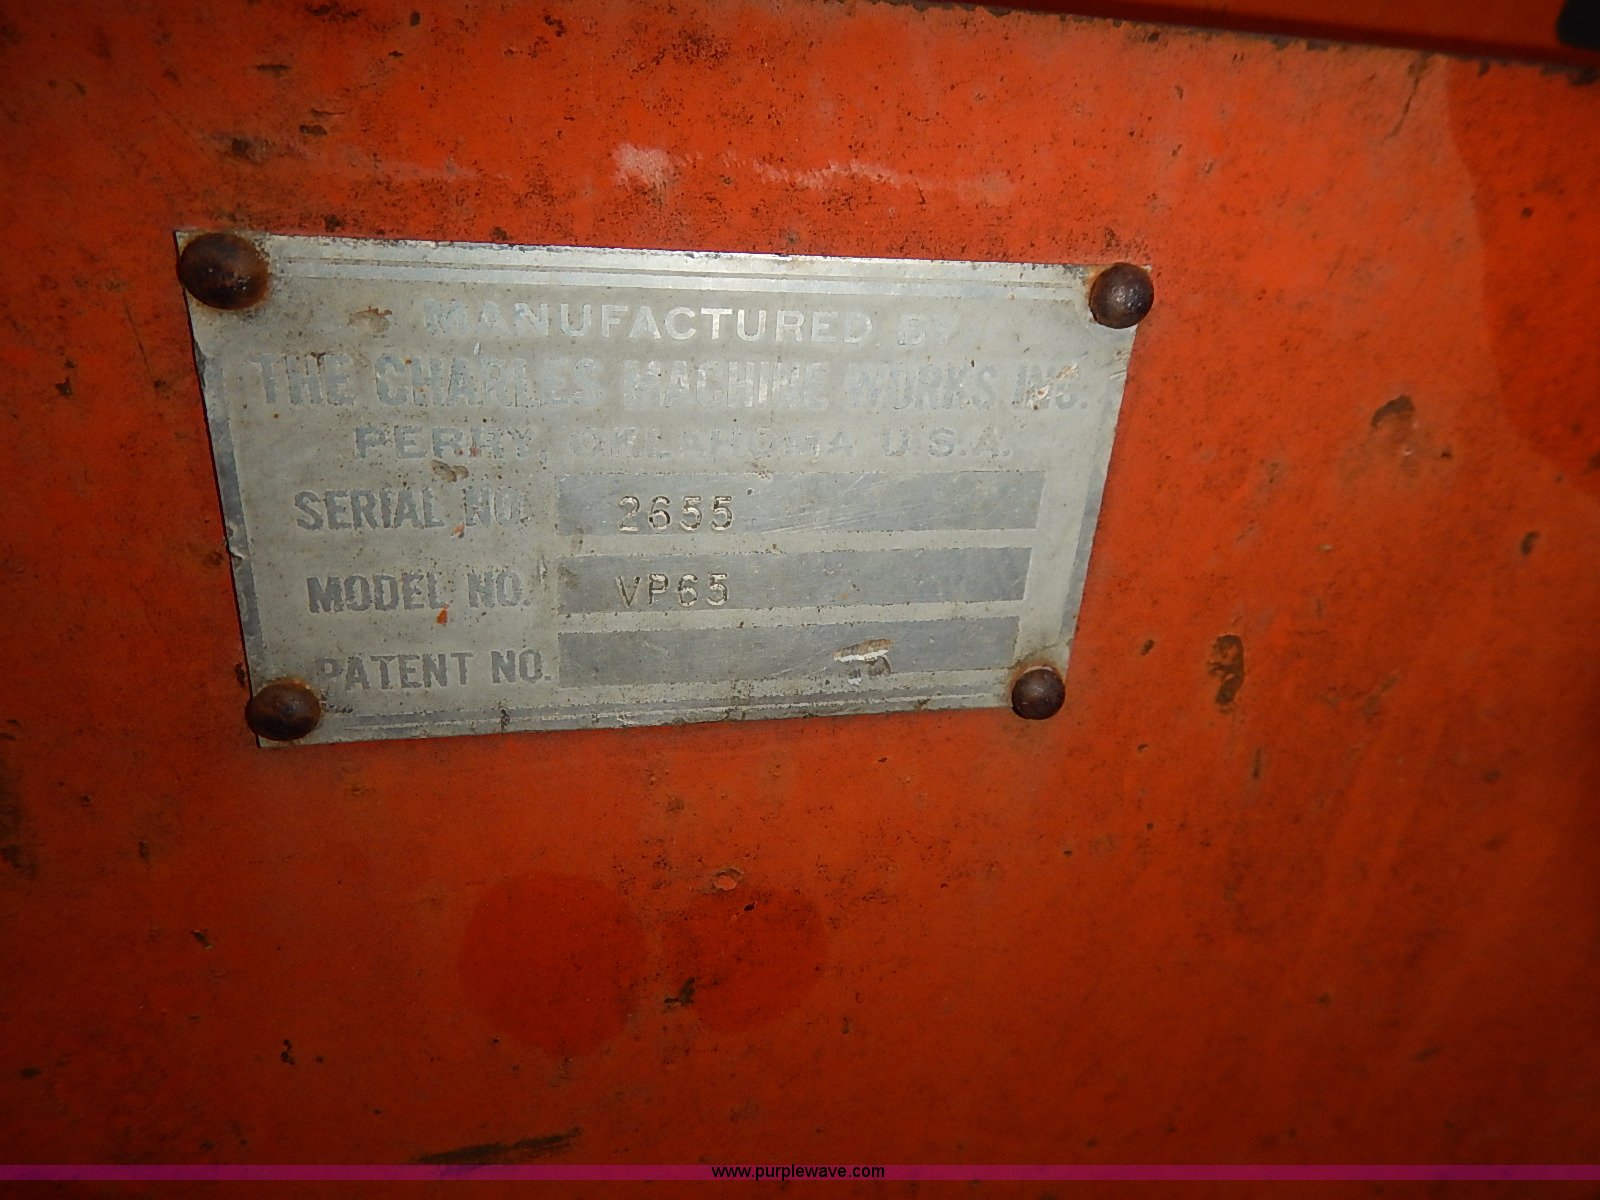 MANUFACTURED BY
THE CHARLES MACHINE WORKS INC.
PERRY, OKLAHOMA U.S.A.
SERIAL NO. 2655
MODEL NO. VP65
PATENT NO.
www.purplewave.com